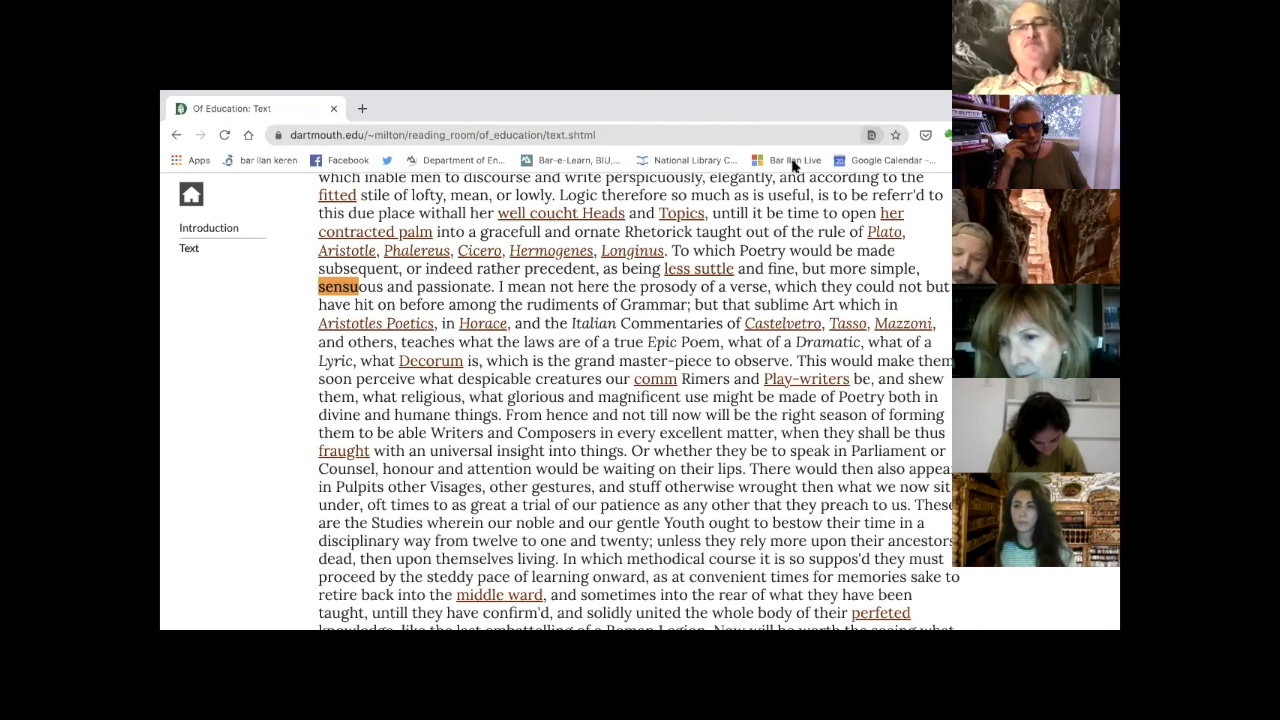 Of Education: Text
dartmouth.edu/~milton/reading_room/of_education/text.shtml
Apps bar ilan keren Facebook Department of En... Bar-e-Learn, BIU,... National Library C... Bar Ilan Live Google Calendar -...
Introduction
Text
which inable men to discourse and write perspicuously, elegantly, and according to the
fitted stile of lofty, mean, or lowly. Logic therefore so much as is useful, is to be referr'd to
this due place withall her well coucht Heads and Topics, untill it be time to open her
contracted palm into a gracefull and ornate Rhetorick taught out of the rule of Plato,
Aristotle, Phalereus, Cicero, Hermogenes, Longinus. To which Poetry would be made
subsequent, or indeed rather precedent, as being less suttle and fine, but more simple,
sensuous and passionate. I mean not here the prosody of a verse, which they could not but
have hit on before among the rudiments of Grammar; but that sublime Art which in
Aristotles Poetics, in Horace, and the Italian Commentaries of Castelvetro, Tasso, Mazzoni,
and others, teaches what the laws are of a true Epic Poem, what of a Dramatic, what of a
Lyric, what Decorum is, which is the grand master-piece to observe. This would make them
soon perceive what despicable creatures our comm Rimers and Play-writers be, and shew
them, what religious, what glorious and magnificent use might be made of Poetry both in
divine and humane things. From hence and not till now will be the right season of forming
them to be able Writers and Composers in every excellent matter, when they shall be thus
fraught with an universal insight into things. Or whether they be to speak in Parliament or
Counsel, honour and attention would be waiting on their lips. There would then also appea
in Pulpits other Visages, other gestures, and stuff otherwise wrought then what we now sit
under, oft times to as great a trial of our patience as any other that they preach to us. These
are the Studies wherein our noble and our gentle Youth ought to bestow their time in a
disciplinary way from twelve to one and twenty; unless they rely more upon their ancestors
dead, then upon themselves living. In which methodical course it is so suppos'd they must
proceed by the steddy pace of learning onward, as at convenient times for memories sake to
retire back into the middle ward, and sometimes into the rear of what they have been
taught, untill they have confirm'd, and solidly united the whole body of their perfeted
knowledge, like the last embattelling of a Roman Legion. Now will be worth the seeing what